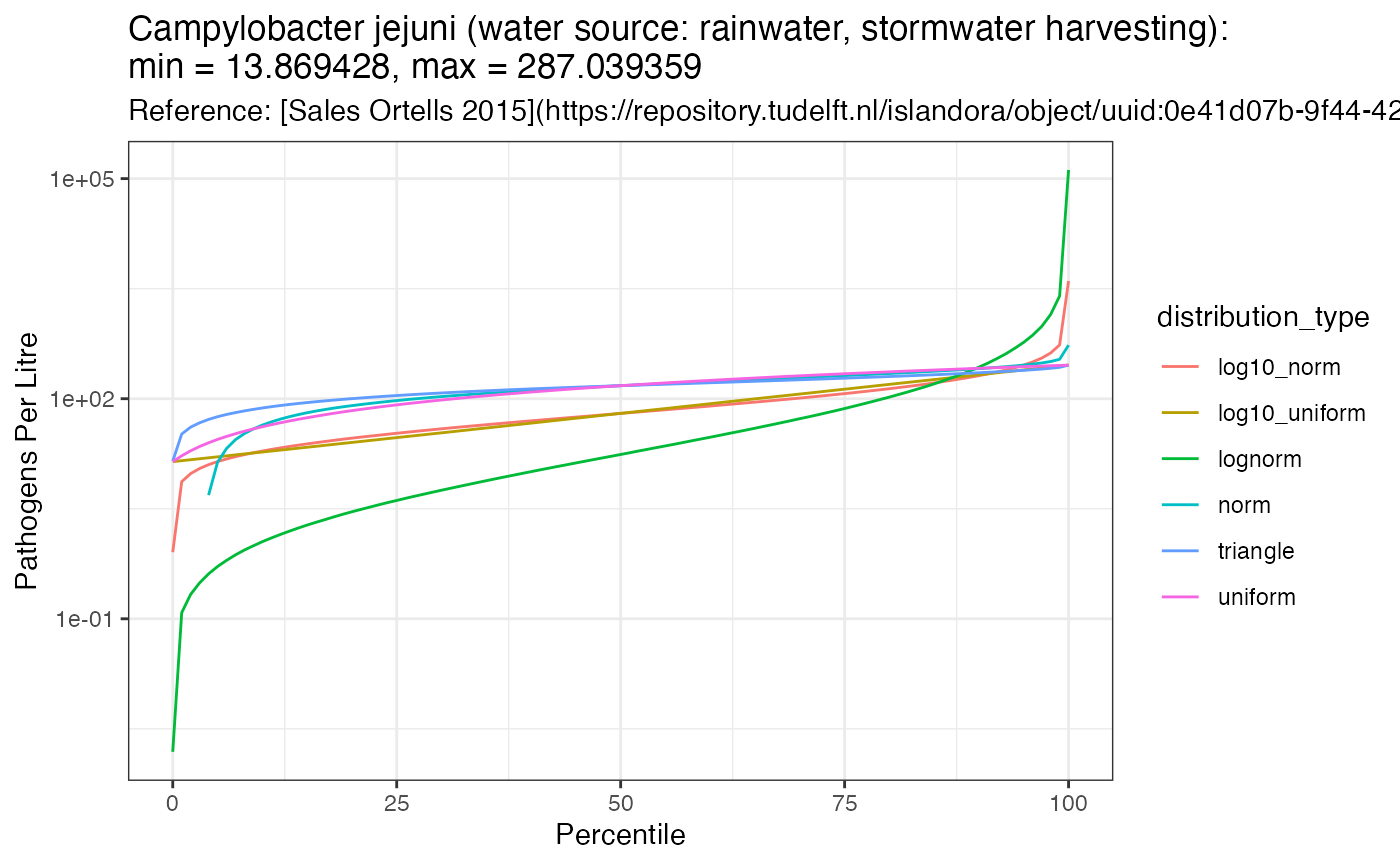 Campylobacter jejuni (water source: rainwater, stormwater harvesting):
min = 13.869428, max = 287.039359
Reference: [Sales Ortells 2015](https://repository.tudelft.nl/islandora/object/uuid:0e41d07b-9f44-42
1e+05
1e+02
1e-01
Pathogens Per Litre
0 25 50 75 100
Percentile
distribution_type
log10_norm
log10_uniform
lognorm
norm
triangle
uniform